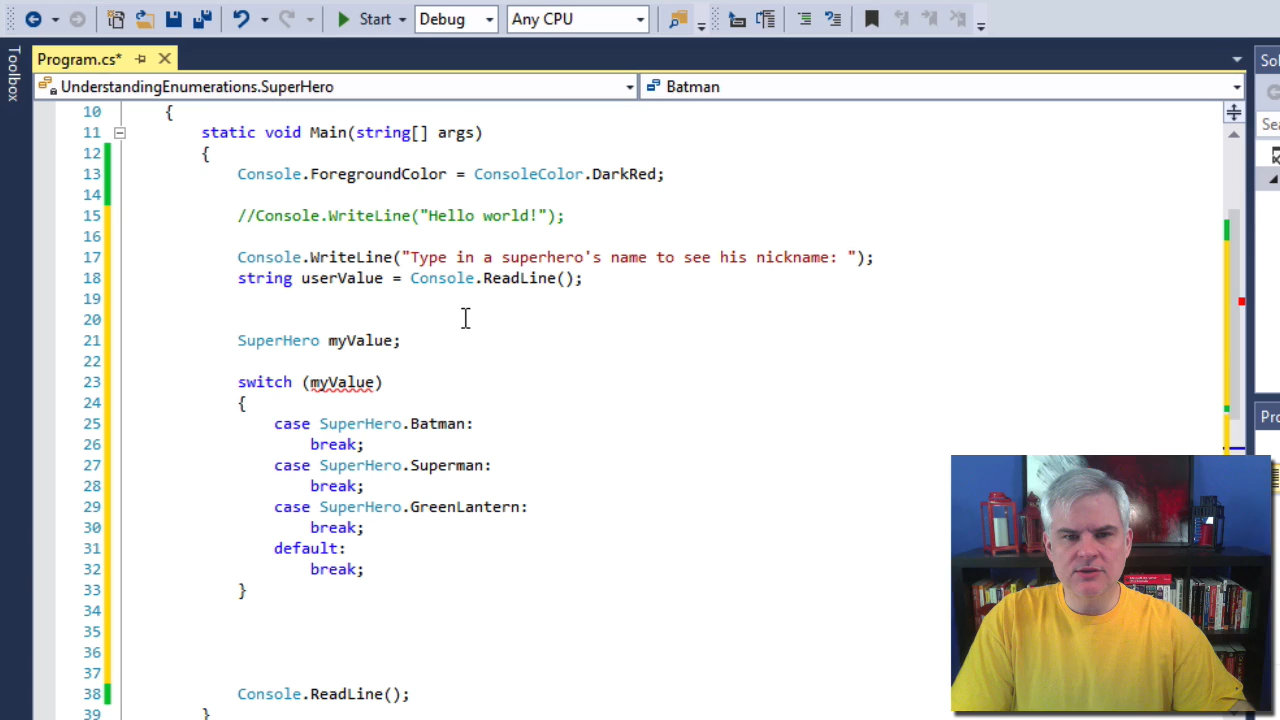 Start Debug Any CPU
Toolbox
Program.cs*
UnderstandingEnumerations.SuperHero Batman
10 {
11 static void Main(string[] args)
12 {
13 Console.ForegroundColor = ConsoleColor.DarkRed;
14
15 //Console.WriteLine("Hello world!");
16
17 Console.WriteLine("Type in a superhero's name to see his nickname: ");
18 string userValue = Console.ReadLine();
19
20
21 SuperHero myValue;
22
23 switch (myValue)
24 {
25 case SuperHero.Batman:
26 break;
27 case SuperHero.Superman:
28 break;
29 case SuperHero.GreenLantern:
30 break;
31 default:
32 break;
33 }
34
35
36
37
38 Console.ReadLine();
39 }